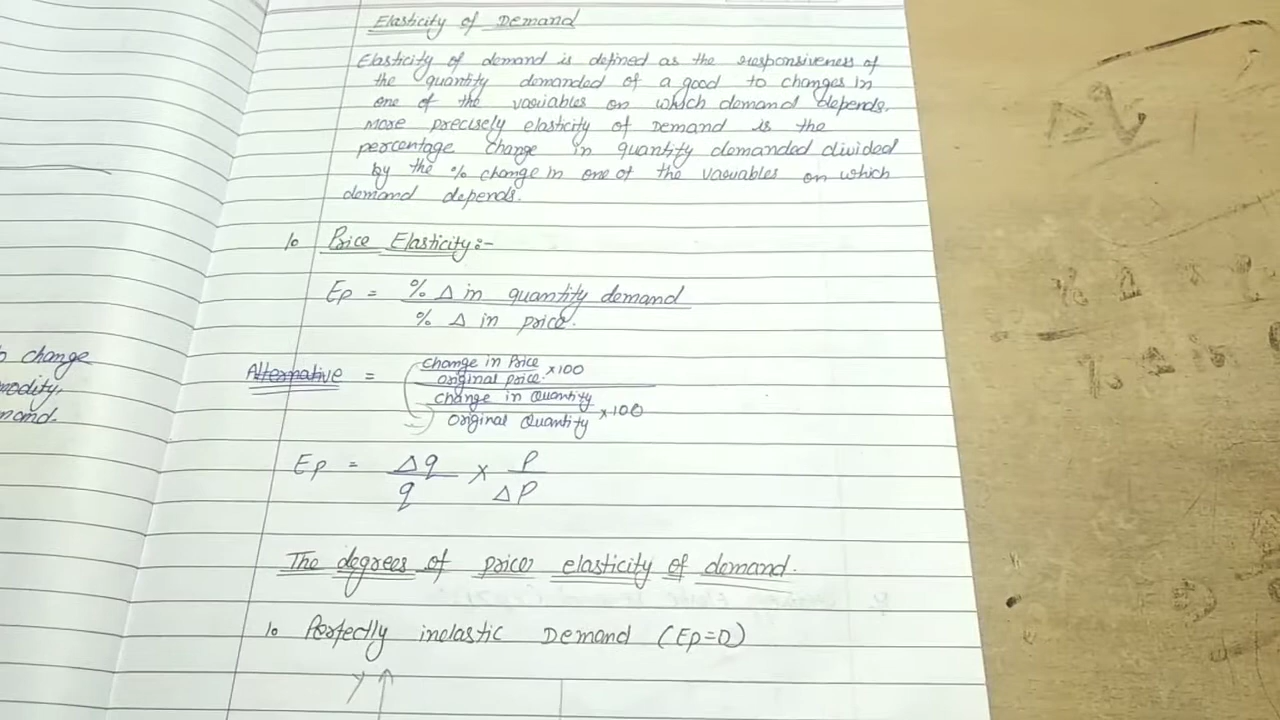 Elasticity of Demand
Elasticity of demand is defined as the responsiveness of
the quantity demanded of a good to changes in
one of the variables on which demand depends.
more precisely elasticity of Demand is the
percentage change in quantity demanded divided
by the % change in one of the variables on which
demand depends.
1. Price Elasticity:-
Ep = % Δ in quantity demand
% Δ in price.
Alternative = change in Price ×100
original price.
change in Quantity ×100
original Quantity
Ep = Δq × P
q ΔP
The degrees of price elasticity of demand.
1. Perfectly inelastic Demand (Ep=0)
Y
change
modity.
mand.
% Δ
% Δ in